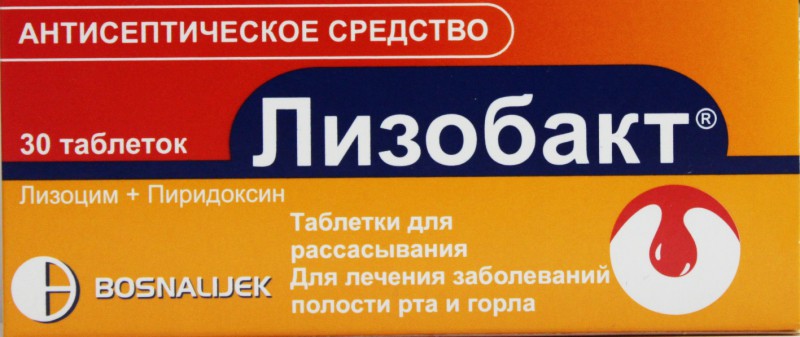 АНТИСЕПТИЧЕСКОЕ СРЕДСТВО
30 таблеток
Лизобакт®
Лизоцим + Пиридоксин
Таблетки для
рассасывания
Для лечения заболеваний
полости рта и горла
BOSNALIJEK